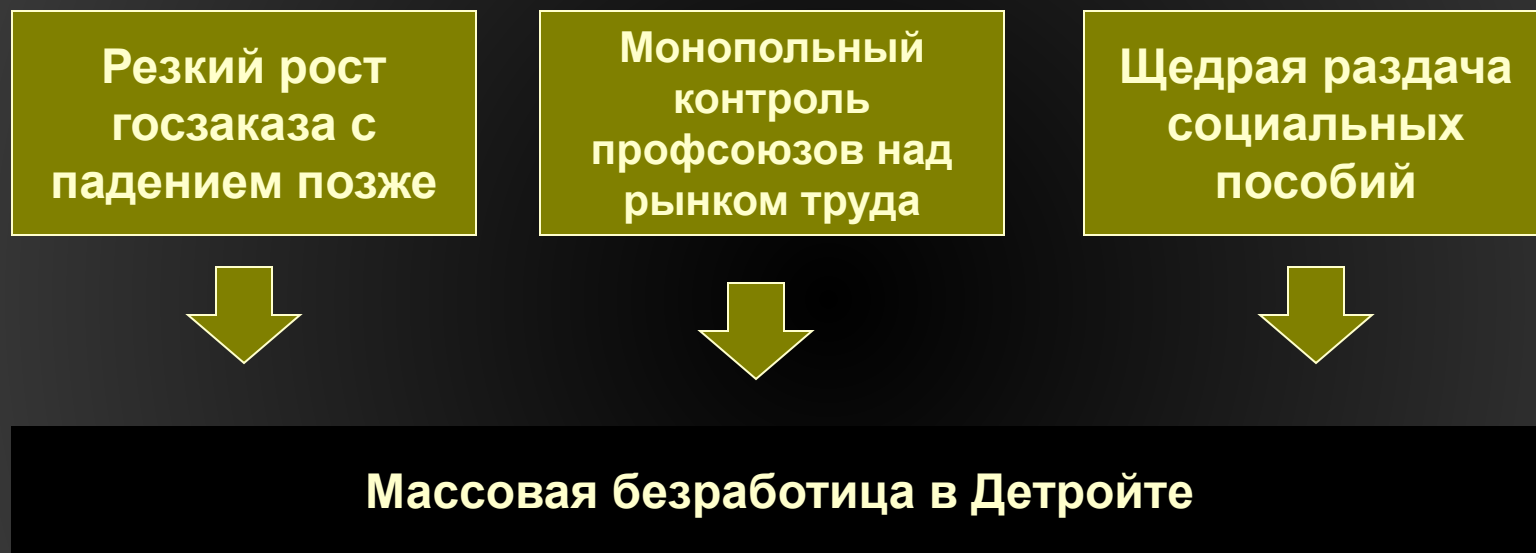 Резкий рост
госзаказа с
падением позже
Монопольный
контроль
профсоюзов над
рынком труда
Щедрая раздача
социальных
пособий
Массовая безработица в Детройте